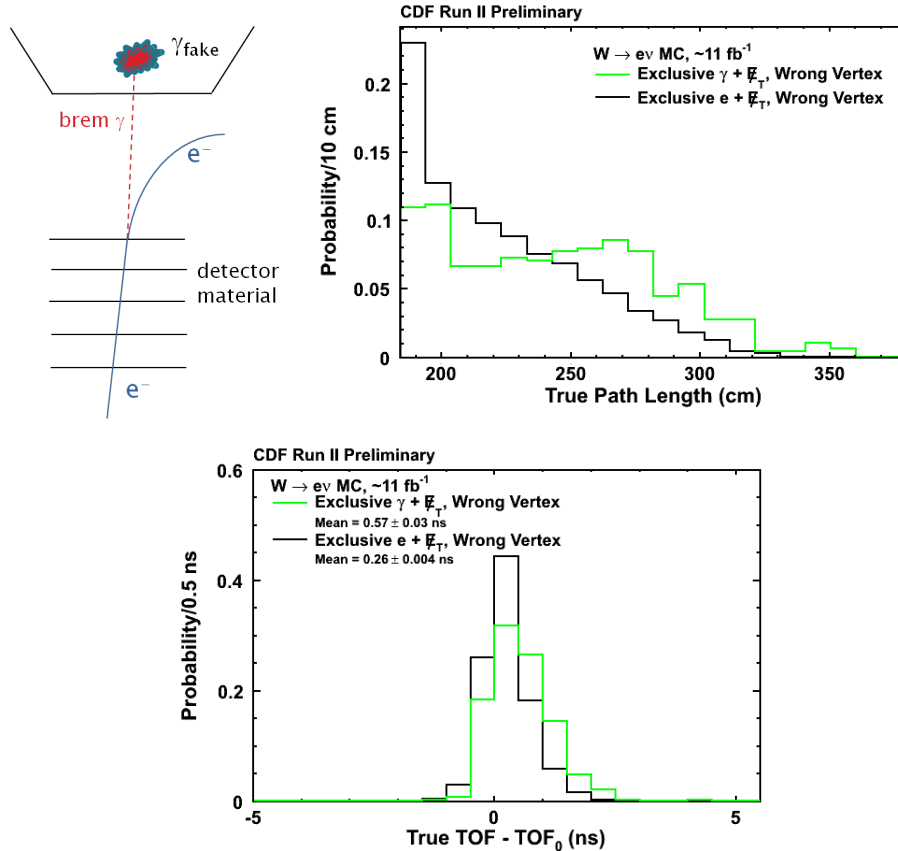 γfake
brem γ
e⁻
detector
material
e⁻
CDF Run II Preliminary
W → eν MC, ~11 fb⁻¹
Exclusive γ + E̸T, Wrong Vertex
Exclusive e + E̸T, Wrong Vertex
Probability/10 cm
0.2
0.15
0.1
0.05
0
200 250 300 350
True Path Length (cm)
CDF Run II Preliminary
W → eν MC, ~11 fb⁻¹
Exclusive γ + E̸T, Wrong Vertex
Mean = 0.57 ± 0.03 ns
Exclusive e + E̸T, Wrong Vertex
Mean = 0.26 ± 0.004 ns
Probability/0.5 ns
0.6
0.4
0.2
0
-5 0 5
True TOF - TOF₀ (ns)